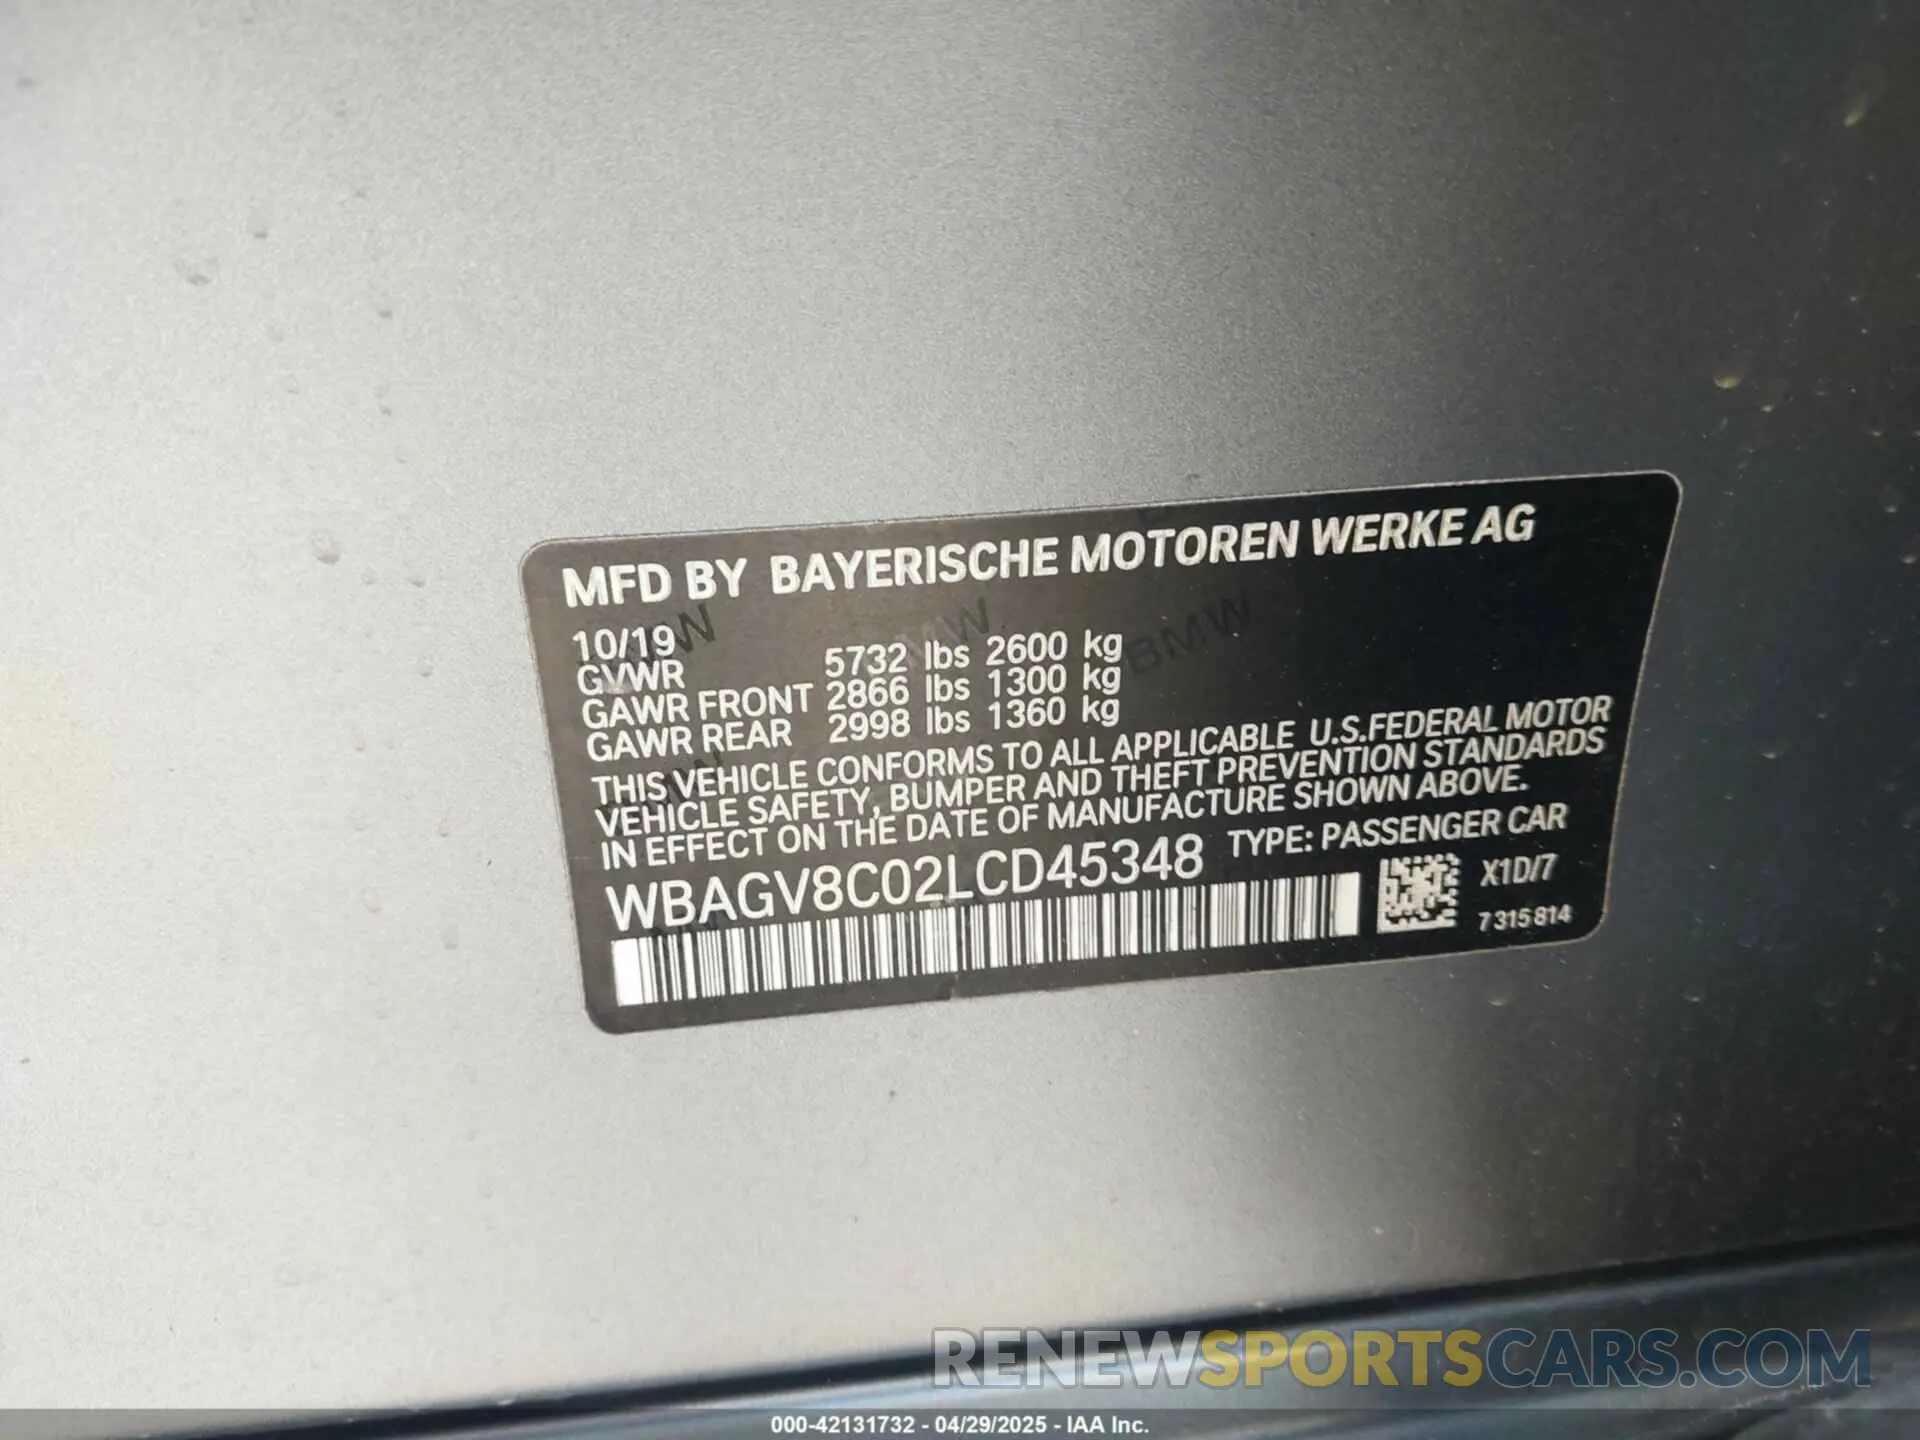 MFD BY BAYERISCHE MOTOREN WERKE AG
10/19
GVWR 5732 lbs 2600 kg
GAWR FRONT 2866 lbs 1300 kg
GAWR REAR 2998 lbs 1360 kg
THIS VEHICLE CONFORMS TO ALL APPLICABLE U.S.FEDERAL MOTOR
VEHICLE SAFETY, BUMPER AND THEFT PREVENTION STANDARDS
IN EFFECT ON THE DATE OF MANUFACTURE SHOWN ABOVE.
WBAGV8C02LCD45348 TYPE: PASSENGER CAR
X1D/7
7315814
BMW
RENEWSPORTSCARS.COM
000-42131732 - 04/29/2025 - IAA Inc.